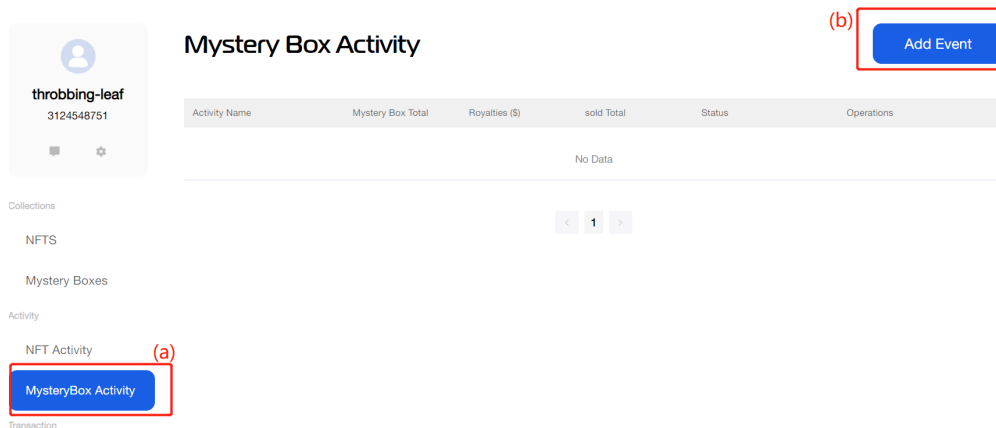 (b)
Mystery Box Activity
Add Event
throbbing-leaf
3124548751
Activity Name Mystery Box Total Royalties ($) sold Total Status Operations
No Data
< 1 >
Collections
NFTS
Mystery Boxes
Activity
NFT Activity
(a)
MysteryBox Activity
Transaction